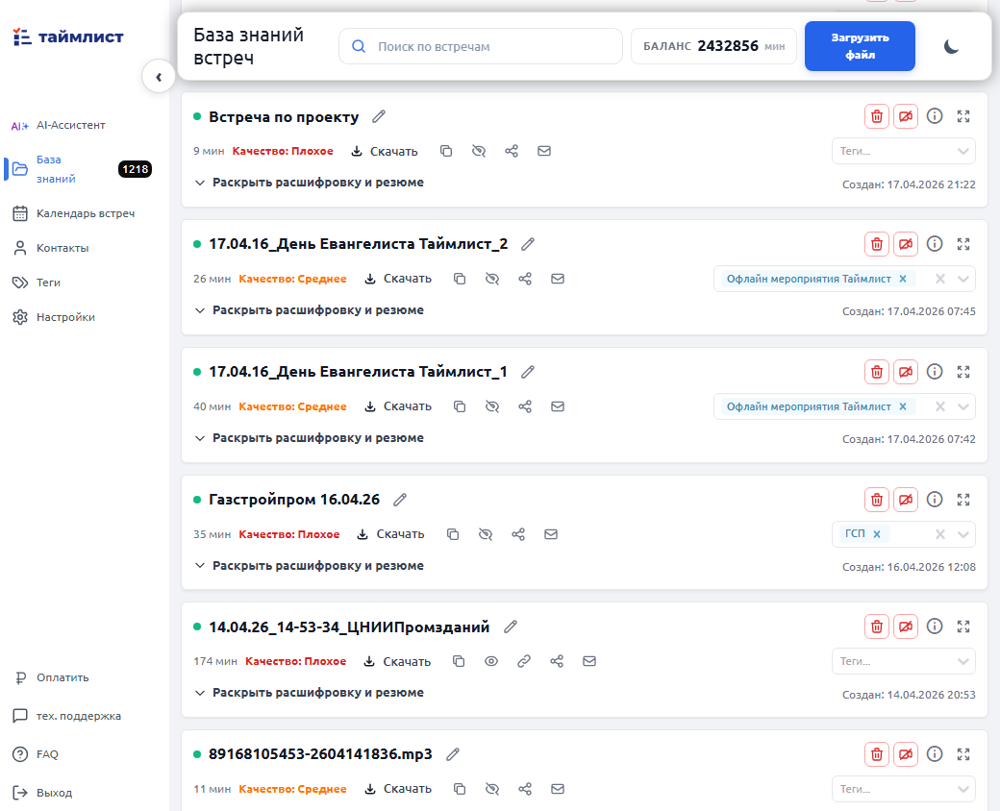 таймлист
База знаний
встреч
Поиск по встречам
БАЛАНС 2432856 мин
Загрузить
файл
AI AI-Ассистент
База
знаний
1218
Календарь встреч
Контакты
Теги
Настройки
Оплатить
тех. поддержка
FAQ
Выход
Встреча по проекту
9 мин Качество: Плохое Скачать
Теги...
Раскрыть расшифровку и резюме
Создан: 17.04.2026 21:22
17.04.16_День Евангелиста Таймлист_2
26 мин Качество: Среднее Скачать
Офлайн мероприятия Таймлист ×
Раскрыть расшифровку и резюме
Создан: 17.04.2026 07:45
17.04.16_День Евангелиста Таймлист_1
40 мин Качество: Среднее Скачать
Офлайн мероприятия Таймлист ×
Раскрыть расшифровку и резюме
Создан: 17.04.2026 07:42
Газстройпром 16.04.26
35 мин Качество: Плохое Скачать
ГСП ×
Раскрыть расшифровку и резюме
Создан: 16.04.2026 12:08
14.04.26_14-53-34_ЦНИИПромзданий
174 мин Качество: Плохое Скачать
Теги...
Раскрыть расшифровку и резюме
Создан: 14.04.2026 20:53
89168105453-2604141836.mp3
11 мин Качество: Среднее Скачать
Теги...